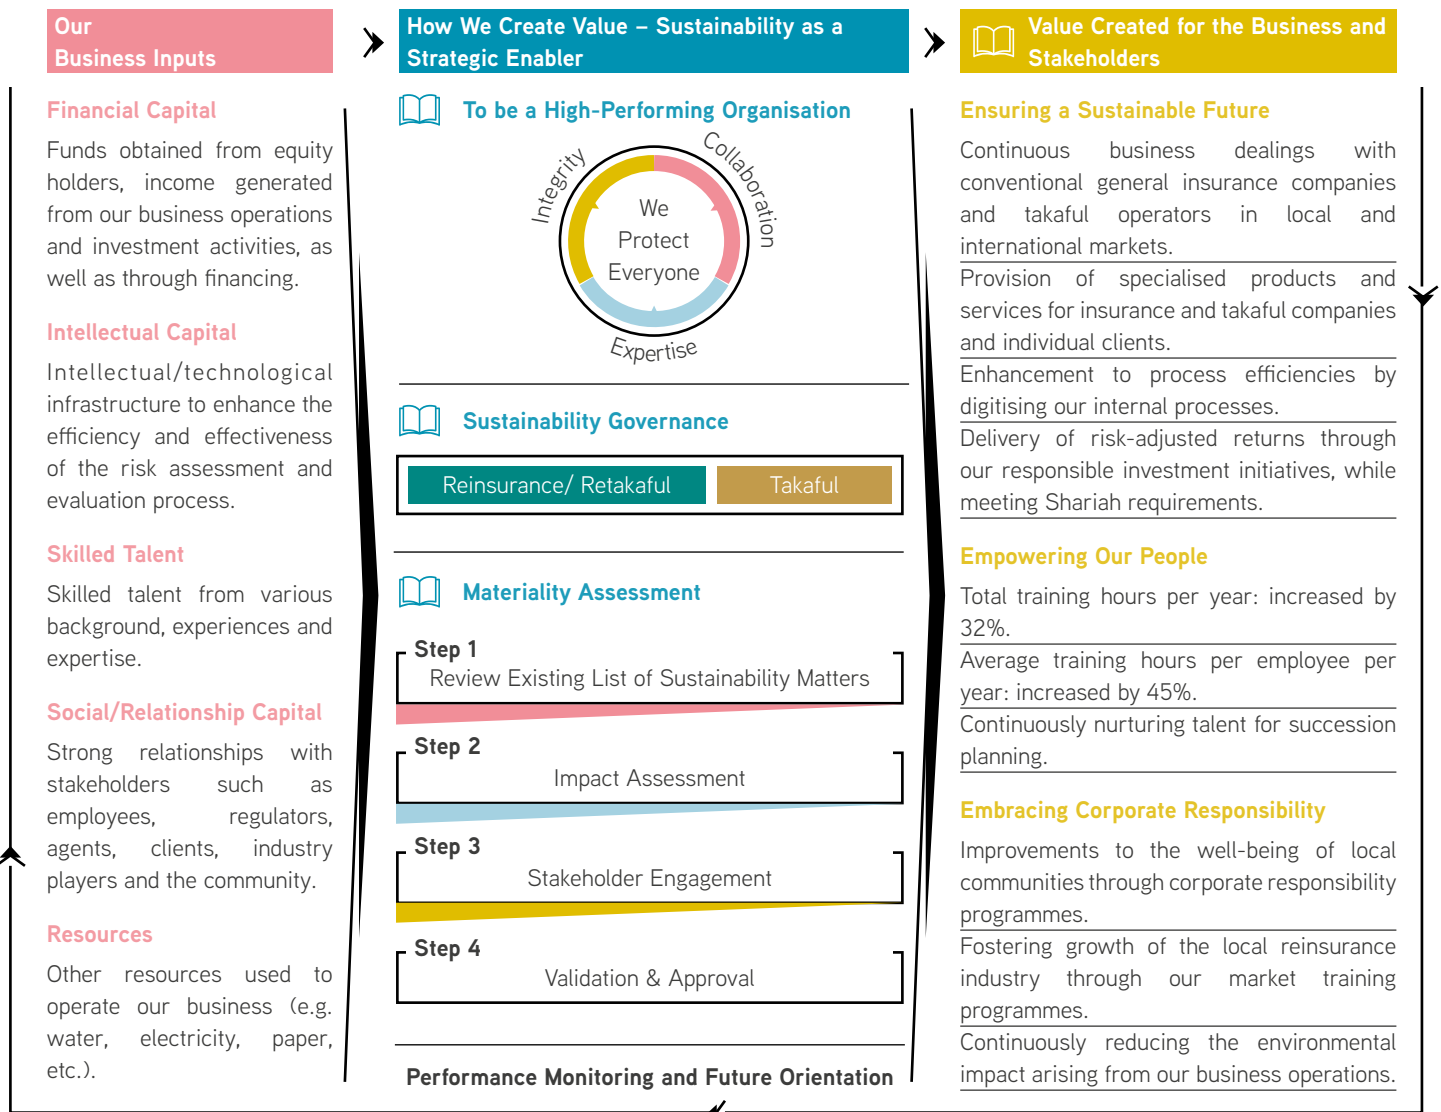 Our
Business Inputs
Financial Capital
Funds obtained from equity
holders, income generated
from our business operations
and investment activities, as
well as through financing.
Intellectual Capital
Intellectual/technological
infrastructure to enhance the
efficiency and effectiveness
of the risk assessment and
evaluation process.
Skilled Talent
Skilled talent from various
background, experiences and
expertise.
Social/Relationship Capital
Strong relationships with
stakeholders such as
employees, regulators,
agents, clients, industry
players and the community.
Resources
Other resources used to
operate our business (e.g.
water, electricity, paper,
etc.).
How We Create Value – Sustainability as a
Strategic Enabler
To be a High-Performing Organisation
Integrity
Collaboration
We
Protect
Everyone
Expertise
Sustainability Governance
Reinsurance/ Retakaful
Takaful
Materiality Assessment
Step 1
Review Existing List of Sustainability Matters
Step 2
Impact Assessment
Step 3
Stakeholder Engagement
Step 4
Validation & Approval
Performance Monitoring and Future Orientation
Value Created for the Business and
Stakeholders
Ensuring a Sustainable Future
Continuous business dealings with
conventional general insurance companies
and takaful operators in local and
international markets.
Provision of specialised products and
services for insurance and takaful companies
and individual clients.
Enhancement to process efficiencies by
digitising our internal processes.
Delivery of risk-adjusted returns through
our responsible investment initiatives, while
meeting Shariah requirements.
Empowering Our People
Total training hours per year: increased by
32%.
Average training hours per employee per
year: increased by 45%.
Continuously nurturing talent for succession
planning.
Embracing Corporate Responsibility
Improvements to the well-being of local
communities through corporate responsibility
programmes.
Fostering growth of the local reinsurance
industry through our market training
programmes.
Continuously reducing the environmental
impact arising from our business operations.